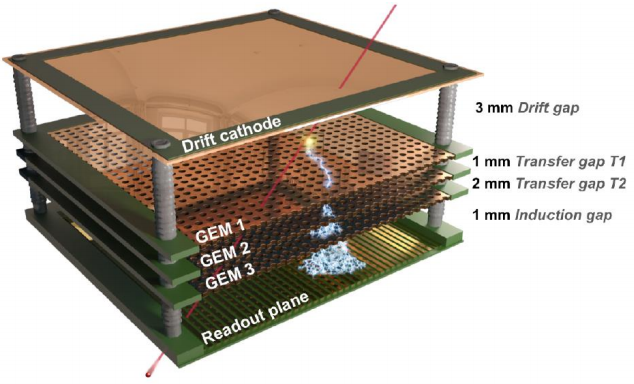 Drift cathode
3 mm Drift gap
1 mm Transfer gap T1
2 mm Transfer gap T2
1 mm Induction gap
GEM 1
GEM 2
GEM 3
Readout plane